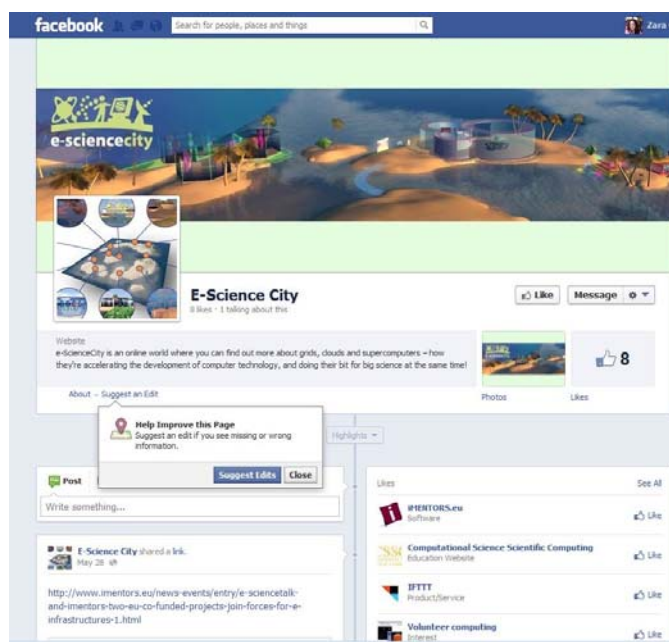 facebook
Search for people, places and things
Zara
e-sciencecity
E-Science City
8 likes · 1 talking about this
Like
Message
Website
e-ScienceCity is an online world where you can find out more about grids, clouds and supercomputers – how
they're accelerating the development of computer technology, and doing their bit for big science at the same time!
8
About – Suggest an Edit
Photos
Likes
Help Improve this Page
Suggest an edit if you see missing or wrong
information.
Suggest Edits
Close
Highlights
Post
Write something...
E-Science City shared a link.
May 28
http://www.imentors.eu/news-events/entry/e-sciencetalk-
and-imentors-two-eu-co-funded-projects-join-forces-for-e-
infrastructures-1.html
Likes
See All
iMENTORS.eu
Software
Like
Computational Science Scientific Computing
Education Website
Like
IFTTT
Product/Service
Like
Volunteer computing
Interest
Like